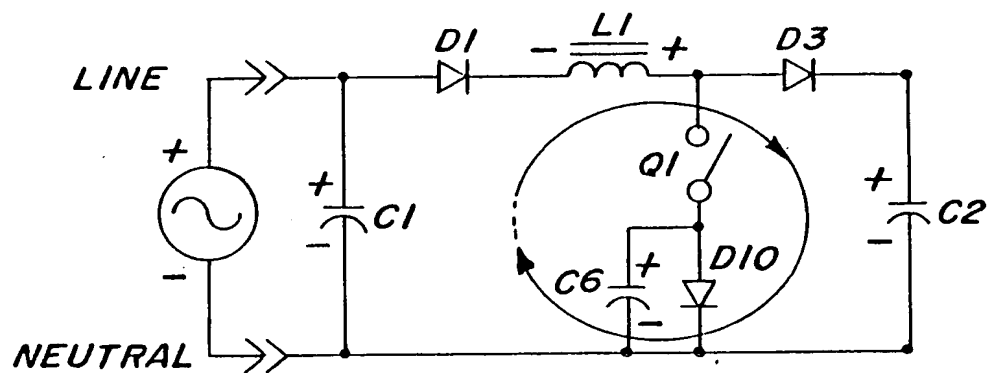 L1
D1 - + D3
LINE
+
Q1
+ C1 + C2
- -
D10
C6 +
- -
NEUTRAL